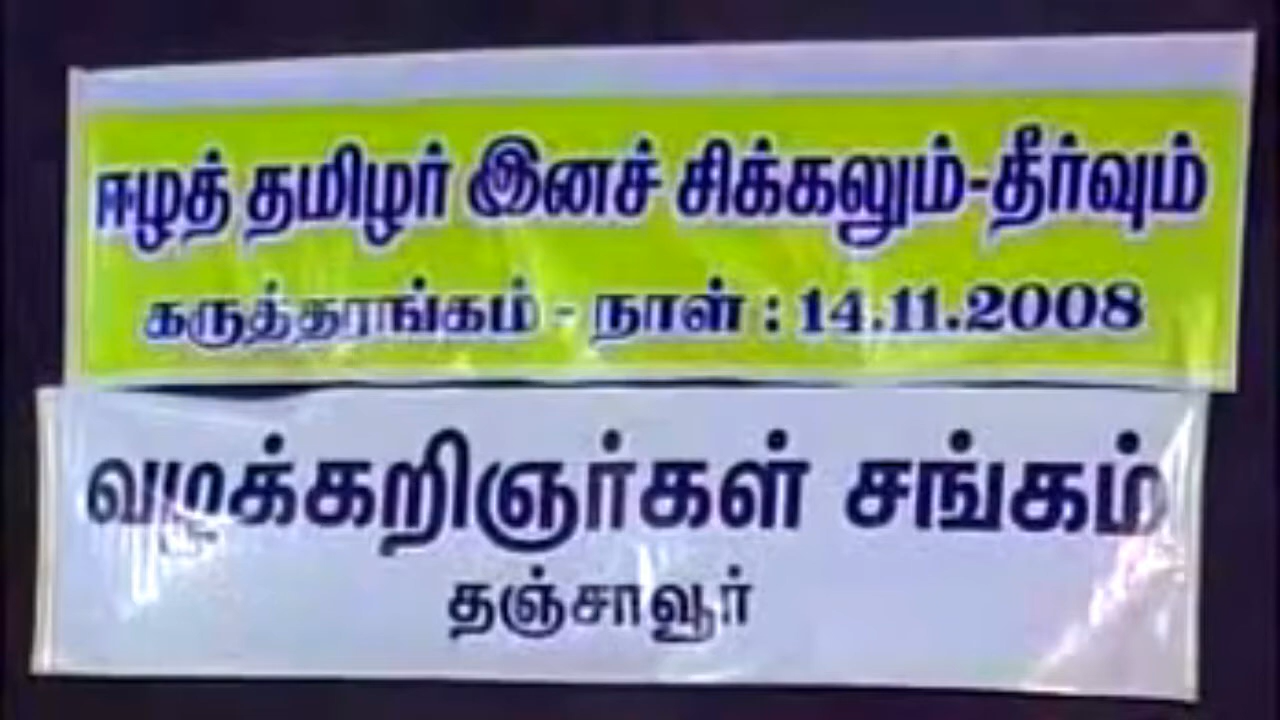 ஈழத் தமிழர் இனச் சிக்கலும்-தீர்வும்
கருத்தரங்கம் - நாள் : 14.11.2008
வழக்கறிஞர்கள் சங்கம்
தஞ்சாவூர்